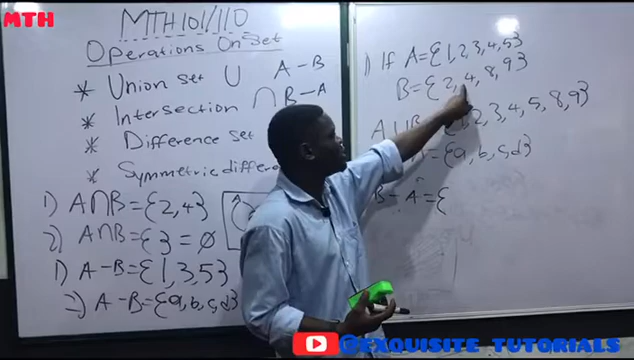 MTH
MTH101/110
Operations On Set
* Union Set ∪ A-B
* Intersection ∩ B-A
* Difference Set
* Symmetric differe
1) A∩B={2,4}
2) A∩B={3=∅
1) A-B={1,3,5}
2) A-B={a,b,c,d}
A
1) If A={1,2,3,4,5}
B={2,4,8,9}
A∪B
2,3,4,5,8,9}
={a,b,c,d}
B-A={
@EXQUISITE TUTORIALS